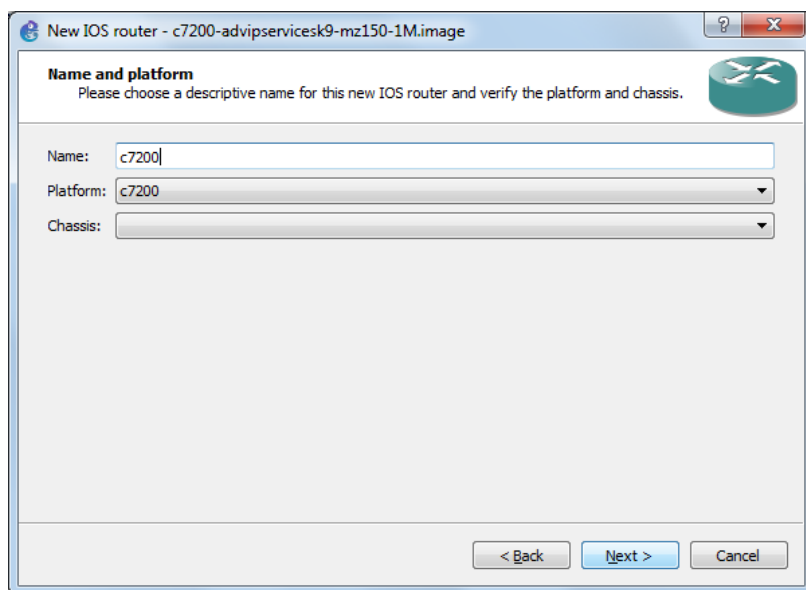 New IOS router - c7200-advipservicesk9-mz150-1M.image
Name and platform
Please choose a descriptive name for this new IOS router and verify the platform and chassis.
Name: c7200
Platform: c7200
Chassis:
< Back Next > Cancel